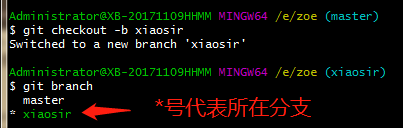 Administrator@XB-20171109HHMM MINGW64 /e/zoe (master)
$ git checkout -b xiaosir
Switched to a new branch 'xiaosir'
Administrator@XB-20171109HHMM MINGW64 /e/zoe (xiaosir)
$ git branch
master
* xiaosir *号代表所在分支